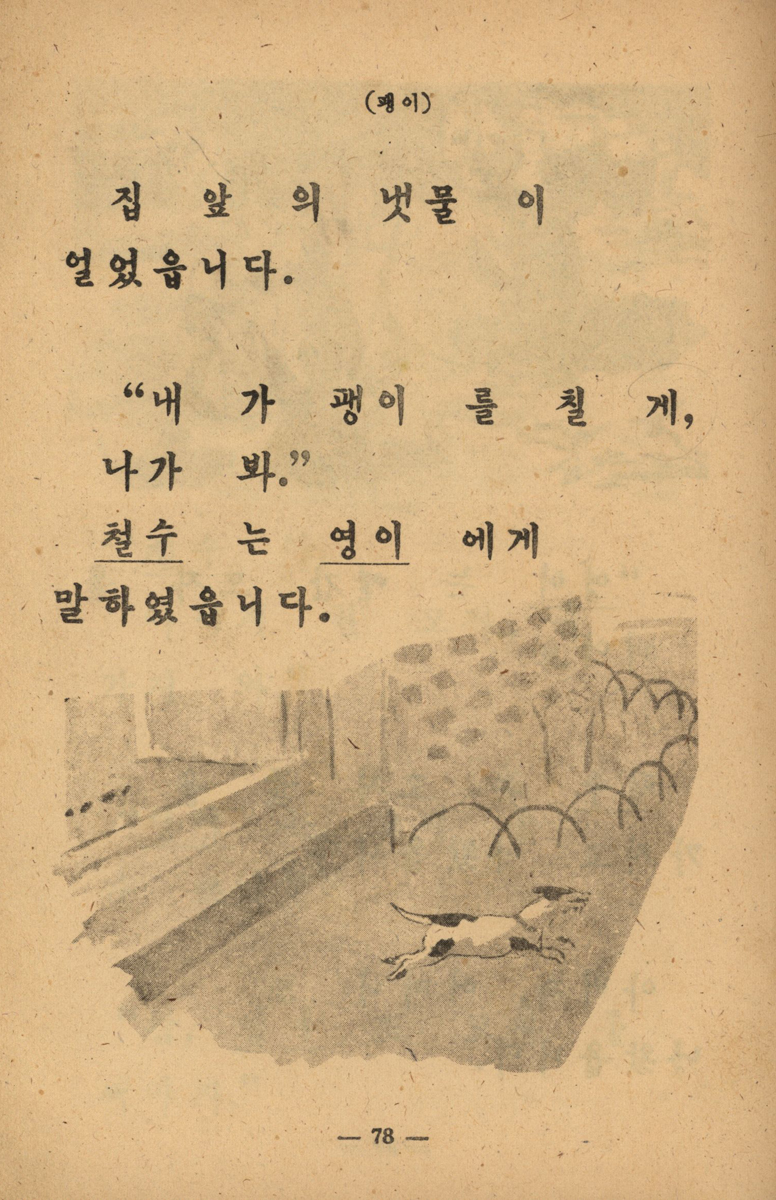 (팽이)
집 앞 의 냇물 이
얼었읍니다.
“내 가 팽이 를 칠 게,
나가 봐.”
철수 는 영이 에게
말하였읍니다.
— 78 —